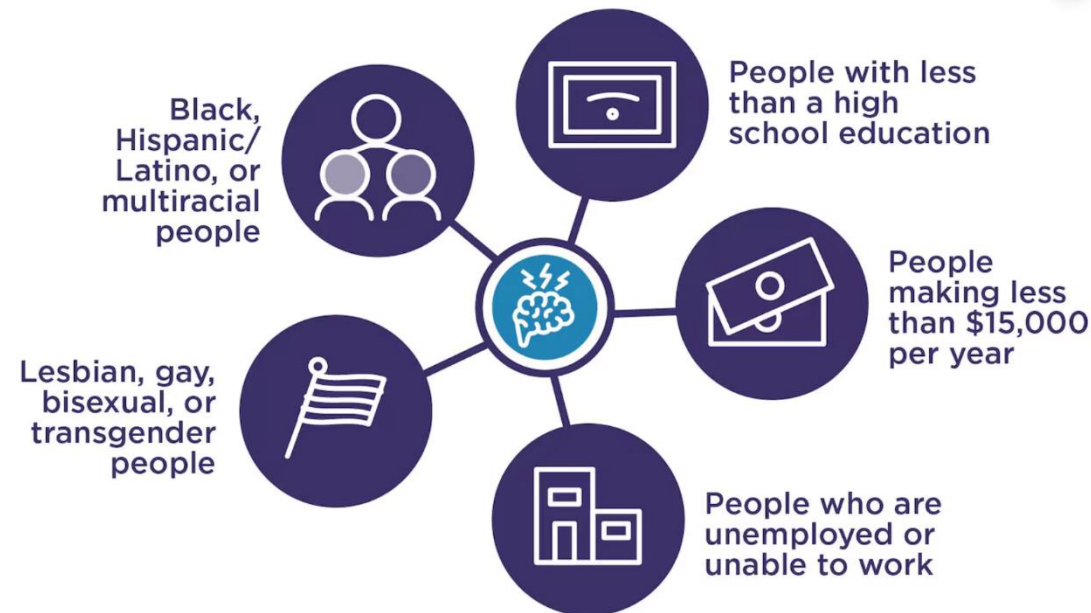 Black,
Hispanic/
Latino, or
multiracial
people
People with less
than a high
school education
People
making less
than $15,000
per year
Lesbian, gay,
bisexual, or
transgender
people
People who are
unemployed or
unable to work